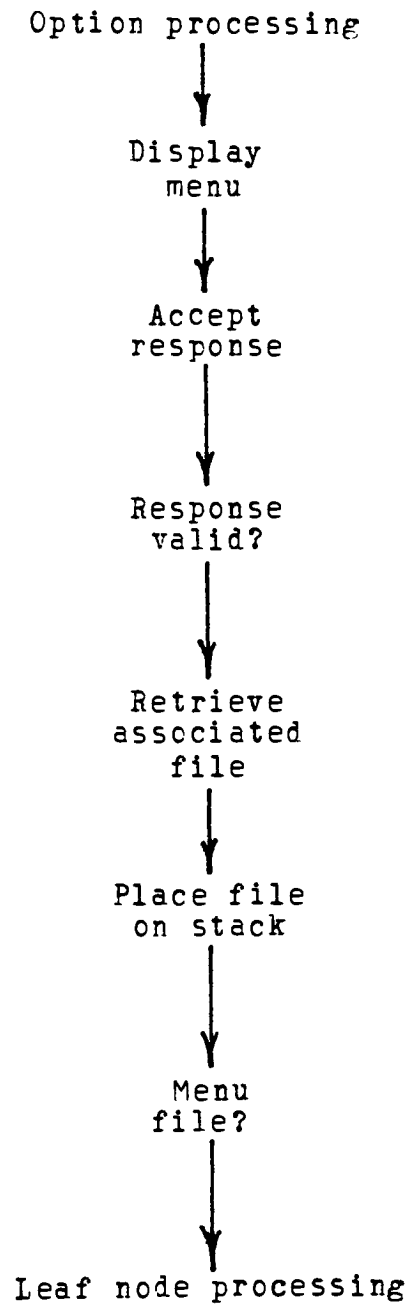 Option processing
Display
menu
Accept
response
Response
valid?
Retrieve
associated
file
Place file
on stack
Menu
file?
Leaf node processing